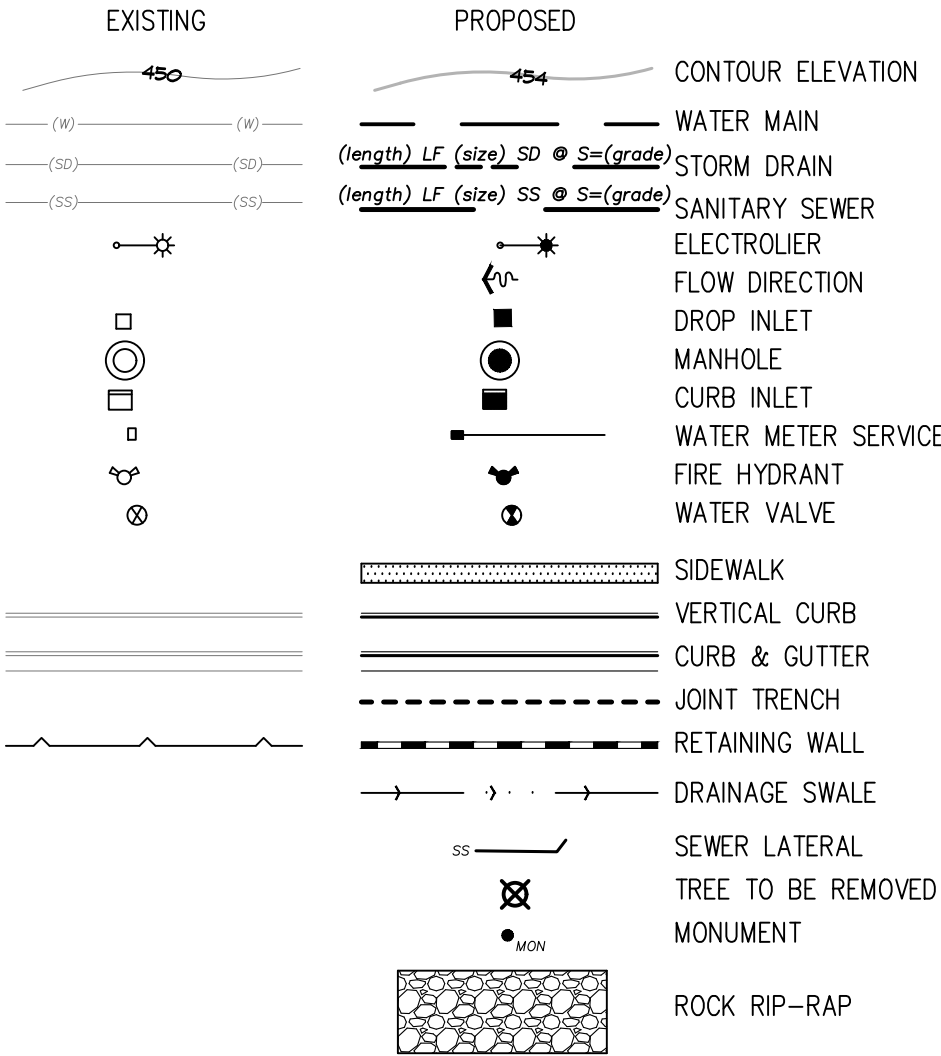 EXISTING PROPOSED
450 454 CONTOUR ELEVATION
(W) (W) WATER MAIN
(length) LF (size) SD @ S=(grade)
(SD) (SD) STORM DRAIN
(length) LF (size) SS @ S=(grade)
(SS) (SS) SANITARY SEWER
ELECTROLIER
FLOW DIRECTION
DROP INLET
MANHOLE
CURB INLET
WATER METER SERVICE
FIRE HYDRANT
WATER VALVE
SIDEWALK
VERTICAL CURB
CURB & GUTTER
JOINT TRENCH
RETAINING WALL
DRAINAGE SWALE
SS SEWER LATERAL
TREE TO BE REMOVED
MON MONUMENT
ROCK RIP-RAP